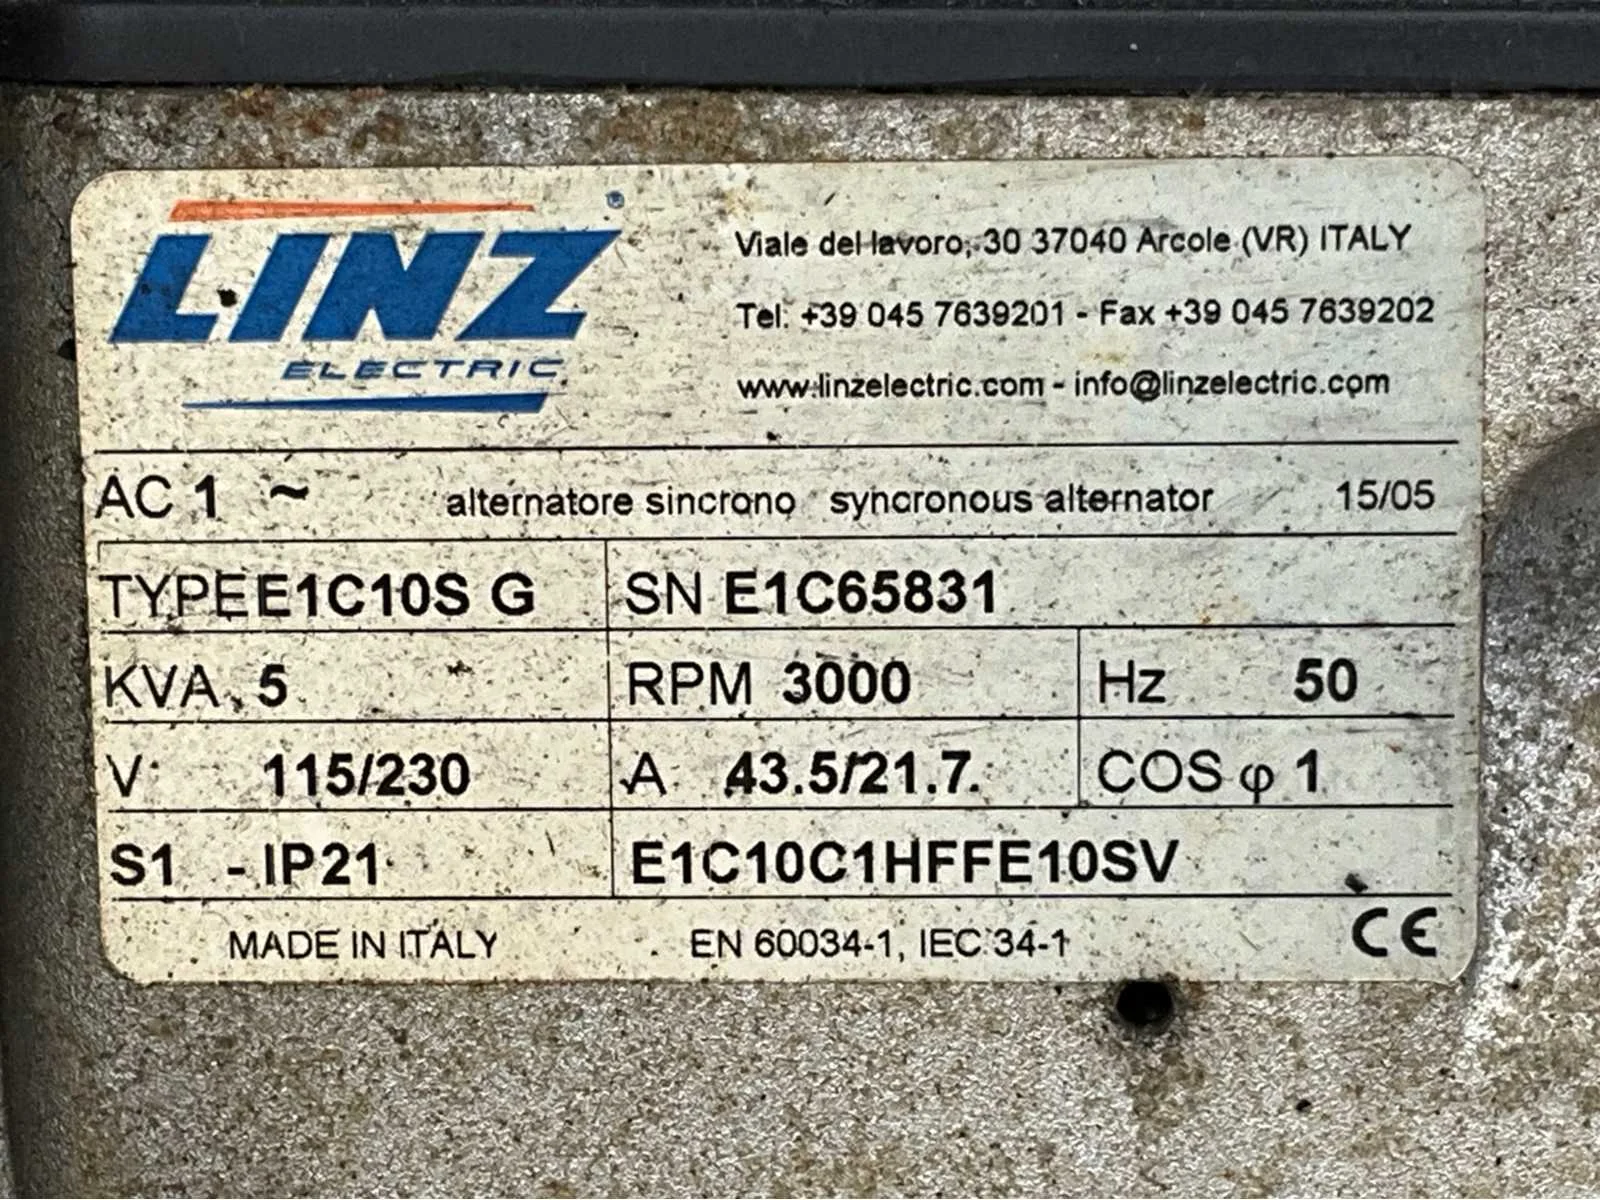 LINZ ®
ELECTRIC
Viale del lavoro, 30 37040 Arcole (VR) ITALY
Tel. +39 045 7639201 - Fax +39 045 7639202
www.linzelectric.com - info@linzelectric.com
AC 1 ~ alternatore sincrono syncronous alternator 15/05
TYPE E1C10S G SN E1C65831
KVA 5 RPM 3000 Hz 50
V 115/230 A 43.5/21.7 COS φ 1
S1 - IP21 E1C10C1HFFE10SV
MADE IN ITALY EN 60034-1, IEC 34-1 CE